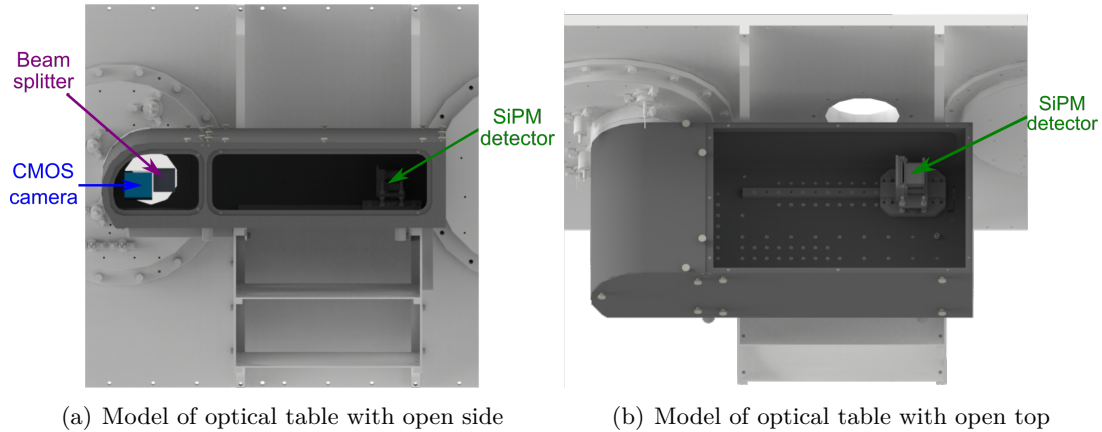 Beam
splitter
CMOS
camera
SiPM
detector
SiPM
detector
(a) Model of optical table with open side
(b) Model of optical table with open top